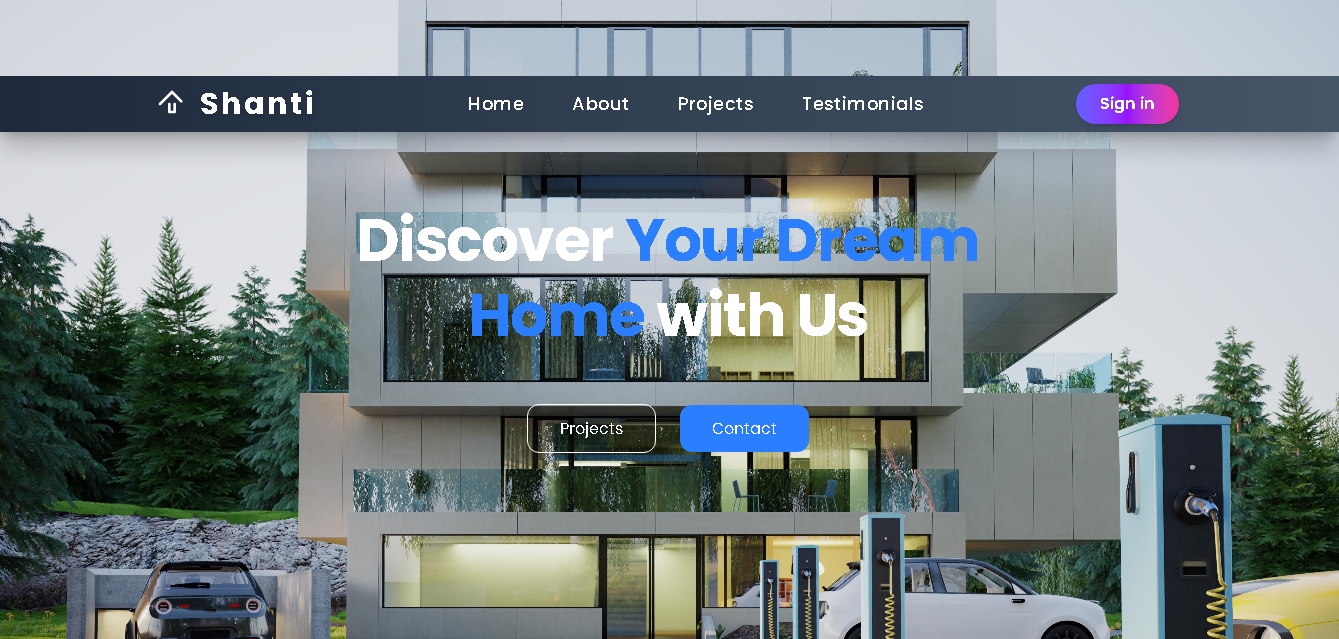 Shanti
Home About Projects Testimonials
Sign in
Discover Your Dream
Home with Us
Projects Contact